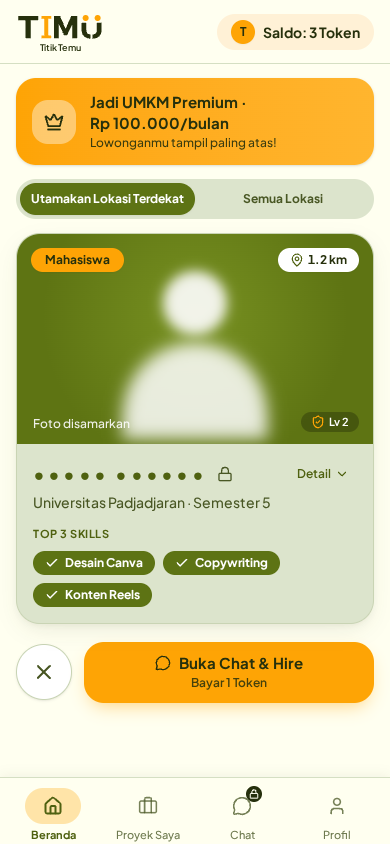 TIMU
Titik Temu
T
Saldo: 3 Token
Jadi UMKM Premium ·
Rp 100.000/bulan
Lowonganmu tampil paling atas!
Utamakan Lokasi Terdekat
Semua Lokasi
Mahasiswa
1.2 km
Foto disamarkan
Lv 2
Detail
Universitas Padjadjaran · Semester 5
TOP 3 SKILLS
Desain Canva
Copywriting
Konten Reels
Buka Chat & Hire
Bayar 1 Token
Beranda
Proyek Saya
Chat
Profil